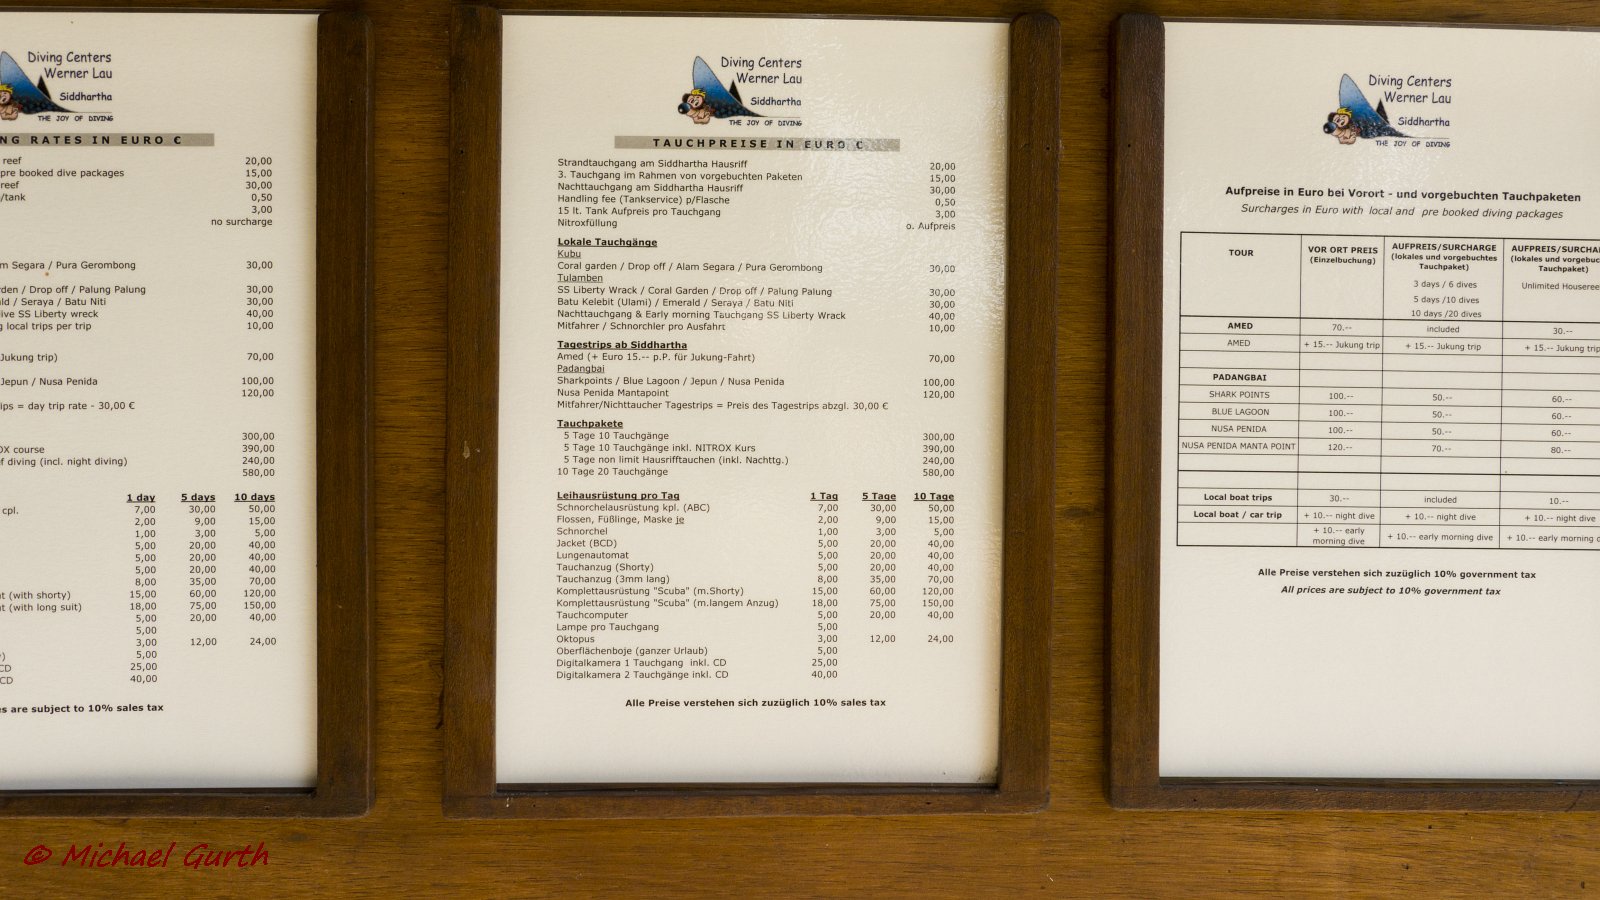 Diving Centers
Werner Lau
Siddhartha
THE JOY OF DIVING
NG RATES IN EURO €
reef 20,00
pre booked dive packages 15,00
reef 30,00
/tank 0,50
3,00
no surcharge
m Segara / Pura Gerombong 30,00
rden / Drop off / Palung Palung 30,00
ald / Seraya / Batu Niti 30,00
live SS Liberty wreck 40,00
g local trips per trip 10,00
Jukung trip) 70,00
Jepun / Nusa Penida 100,00
120,00
ips = day trip rate - 30,00 €
300,00
OX course 390,00
f diving (incl. night diving) 240,00
580,00
1 day 5 days 10 days
cpl. 7,00 30,00 50,00
2,00 9,00 15,00
1,00 3,00 5,00
5,00 20,00 40,00
5,00 20,00 40,00
5,00 20,00 40,00
8,00 35,00 70,00
t (with shorty) 15,00 60,00 120,00
t (with long suit) 18,00 75,00 150,00
5,00 20,00 40,00
5,00
3,00 12,00 24,00
) 5,00
CD 25,00
CD 40,00
es are subject to 10% sales tax
Diving Centers
Werner Lau
Siddhartha
THE JOY OF DIVING
TAUCHPREISE IN EURO €
Strandtauchgang am Siddhartha Hausriff 20,00
3. Tauchgang im Rahmen von vorgebuchten Paketen 15,00
Nachttauchgang am Siddhartha Hausriff 30,00
Handling fee (Tankservice) p/Flasche 0,50
15 lt. Tank Aufpreis pro Tauchgang 3,00
Nitroxfüllung o. Aufpreis
Lokale Tauchgänge
Kubu
Coral garden / Drop off / Alam Segara / Pura Gerombong 30,00
Tulamben
SS Liberty Wrack / Coral Garden / Drop off / Palung Palung 30,00
Batu Kelebit (Ulami) / Emerald / Seraya / Batu Niti 30,00
Nachttauchgang & Early morning Tauchgang SS Liberty Wrack 40,00
Mitfahrer / Schnorchler pro Ausfahrt 10,00
Tagestrips ab Siddhartha
Amed (+ Euro 15.-- p.P. für Jukung-Fahrt) 70,00
Padangbai
Sharkpoints / Blue Lagoon / Jepun / Nusa Penida 100,00
Nusa Penida Mantapoint 120,00
Mitfahrer/Nichttaucher Tagestrips = Preis des Tagestrips abzgl. 30,00 €
Tauchpakete
5 Tage 10 Tauchgänge 300,00
5 Tage 10 Tauchgänge inkl. NITROX Kurs 390,00
5 Tage non limit Hausrifftauchen (inkl. Nachttg.) 240,00
10 Tage 20 Tauchgänge 580,00
Leihausrüstung pro Tag 1 Tag 5 Tage 10 Tage
Schnorchelausrüstung kpl. (ABC) 7,00 30,00 50,00
Flossen, Füßlinge, Maske je 2,00 9,00 15,00
Schnorchel 1,00 3,00 5,00
Jacket (BCD) 5,00 20,00 40,00
Lungenautomat 5,00 20,00 40,00
Tauchanzug (Shorty) 5,00 20,00 40,00
Tauchanzug (3mm lang) 8,00 35,00 70,00
Komplettausrüstung "Scuba" (m.Shorty) 15,00 60,00 120,00
Komplettausrüstung "Scuba" (m.langem Anzug) 18,00 75,00 150,00
Tauchcomputer 5,00 20,00 40,00
Lampe pro Tauchgang 5,00
Oktopus 3,00 12,00 24,00
Oberflächenboje (ganzer Urlaub) 5,00
Digitalkamera 1 Tauchgang inkl. CD 25,00
Digitalkamera 2 Tauchgänge inkl. CD 40,00
Alle Preise verstehen sich zuzüglich 10% sales tax
Diving Centers
Werner Lau
Siddhartha
THE JOY OF DIVING
Aufpreise in Euro bei Vorort - und vorgebuchten Tauchpaketen
Surcharges in Euro with local and pre booked diving packages
TOUR VOR ORT PREIS (Einzelbuchung) AUFPREIS/SURCHARGE (lokales und vorgebuchtes Tauchpaket) AUFPREIS/SURCHA (lokales und vorgebuc Tauchpaket)
3 days / 6 dives Unlimited Houseree
5 days /10 dives
10 days /20 dives
AMED 70.-- included 30.--
AMED + 15.-- Jukung trip + 15.-- Jukung trip + 15.-- Jukung trip
PADANGBAI
SHARK POINTS 100.-- 50.-- 60.--
BLUE LAGOON 100.-- 50.-- 60.--
NUSA PENIDA 100.-- 50.-- 60.--
NUSA PENIDA MANTA POINT 120.-- 70.-- 80.--
Local boat trips 30.-- included 10.--
Local boat / car trip + 10.-- night dive + 10.-- night dive + 10.-- night dive
+ 10.-- early morning dive + 10.-- early morning dive + 10.-- early morning d
Alle Preise verstehen sich zuzüglich 10% government tax
All prices are subject to 10% government tax
© Michael Gurth